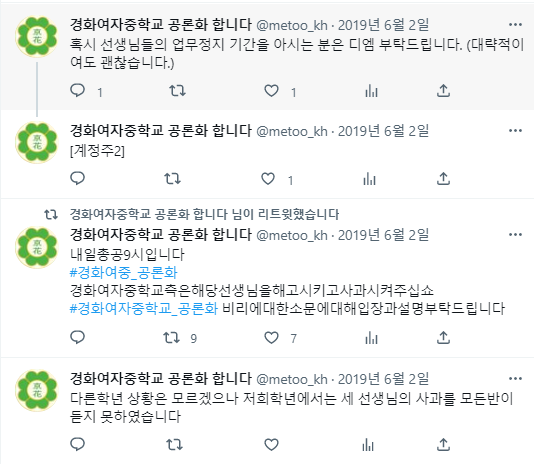 경화여자중학교 공론화 합니다 @metoo_kh · 2019년 6월 2일
혹시 선생님들의 업무정지 기간을 아시는 분은 디엠 부탁드립니다. (대략적이
여도 괜찮습니다.)
1 1
경화여자중학교 공론화 합니다 @metoo_kh · 2019년 6월 2일
[계정주2]
1
경화여자중학교 공론화 합니다 님이 리트윗했습니다
경화여자중학교 공론화 합니다 @metoo_kh · 2019년 6월 2일
내일총공9시입니다
#경화여중_공론화
경화여자중학교측은해당선생님을해고시키고사과시켜주십쇼
#경화여자중학교_공론화 비리에대한소문에대해입장과설명부탁드립니다
9 7
경화여자중학교 공론화 합니다 @metoo_kh · 2019년 6월 2일
다른학년 상황은 모르겠으나 저희학년에서는 세 선생님의 사과를 모든반이
듣지 못하였습니다